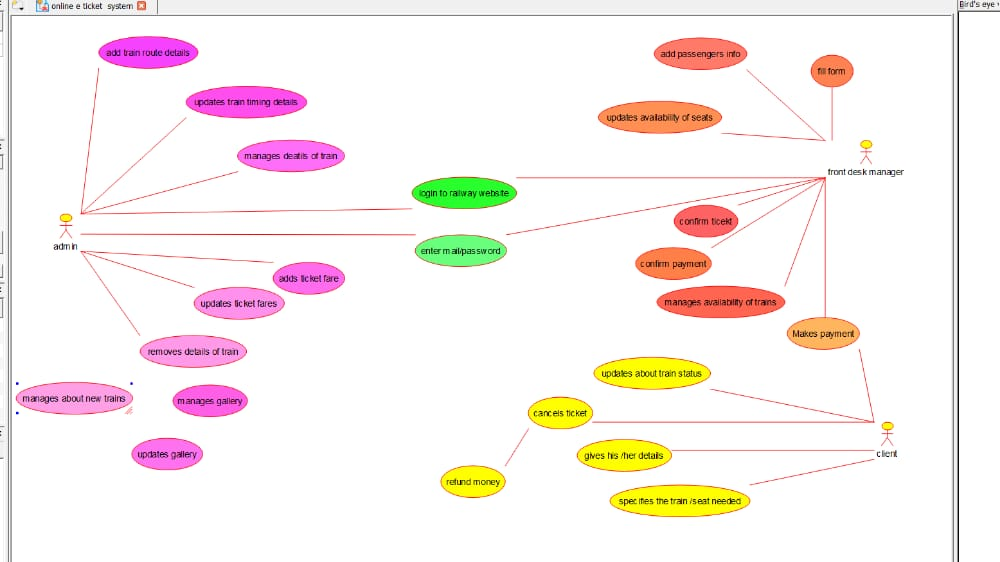 online e ticket system
Bird's eye
add train route details
add passengers info
fill form
updates train timing details
updates availability of seats
manages deatils of train
front desk manager
login to railway website
confirm ticekt
admin
enter mail/password
confirm payment
adds ticket fare
updates ticket fares
manages availability of trains
Makes payment
removes details of train
updates about train status
manages about new trains
manages gallery
cancels ticket
updates gallery
gives his /her details
client
refund money
specifies the train /seat needed